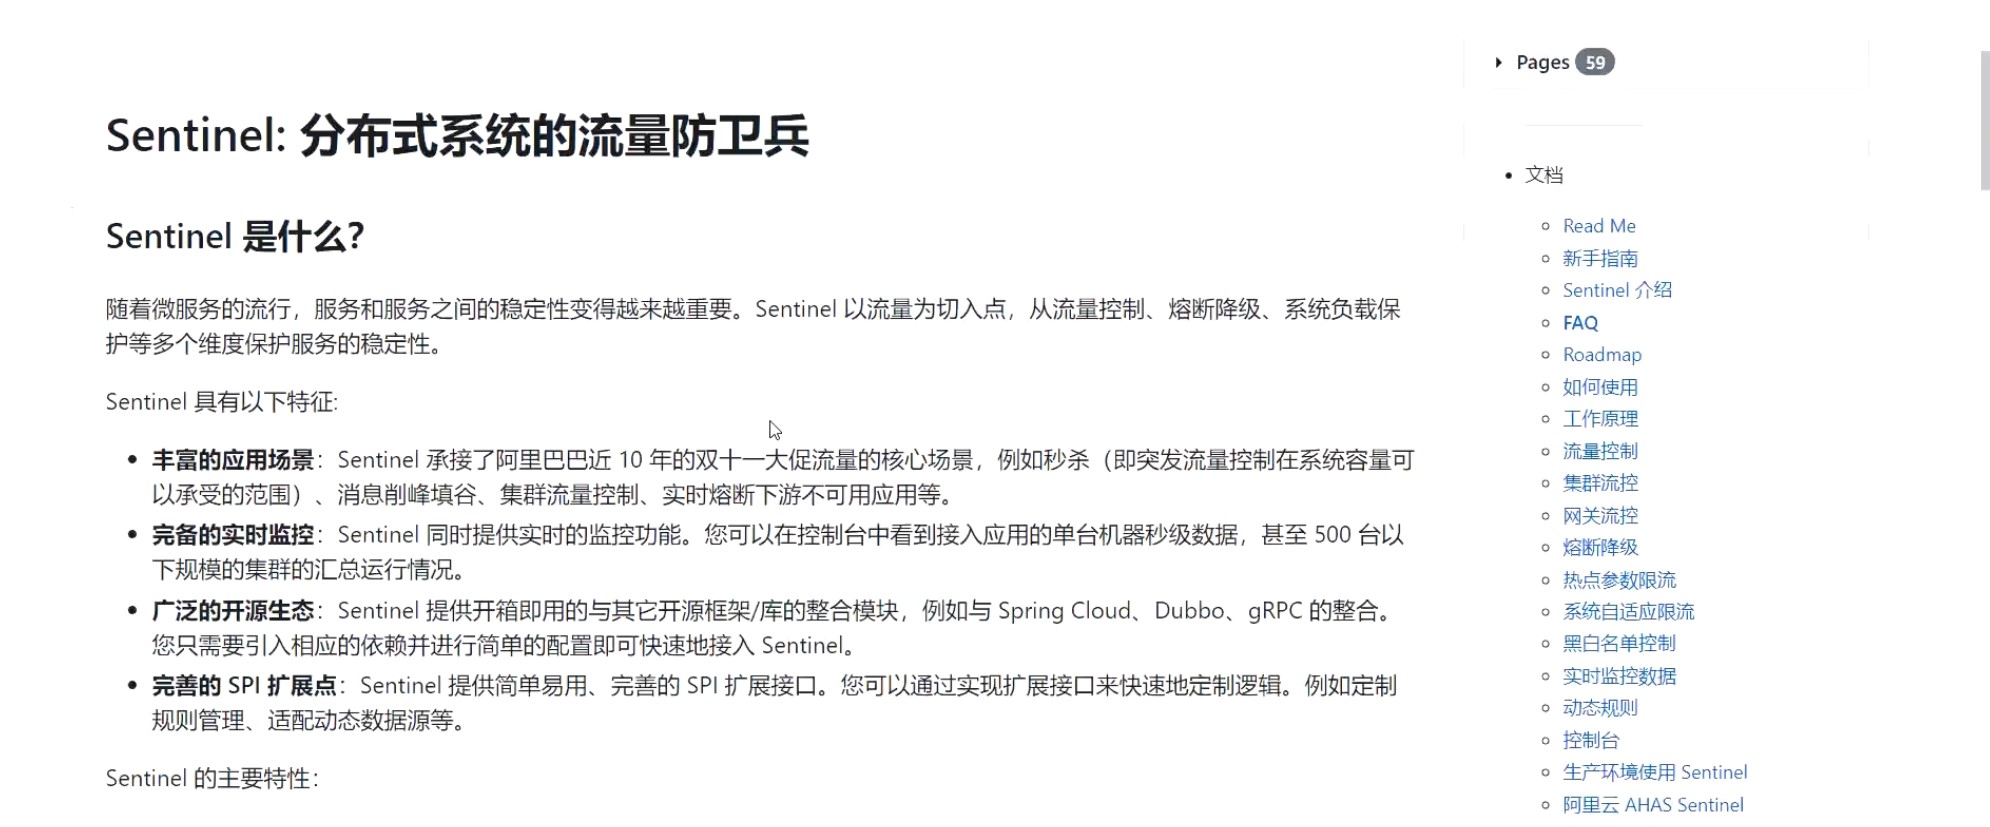 Sentinel: 分布式系统的流量防卫兵
Sentinel 是什么?
随着微服务的流行，服务和服务之间的稳定性变得越来越重要。Sentinel 以流量为切入点，从流量控制、熔断降级、系统负载保
护等多个维度保护服务的稳定性。
Sentinel 具有以下特征:
丰富的应用场景：Sentinel 承接了阿里巴巴近 10 年的双十一大促流量的核心场景，例如秒杀（即突发流量控制在系统容量可
以承受的范围）、消息削峰填谷、集群流量控制、实时熔断下游不可用应用等。
完备的实时监控：Sentinel 同时提供实时的监控功能。您可以在控制台中看到接入应用的单台机器秒级数据，甚至 500 台以
下规模的集群的汇总运行情况。
广泛的开源生态：Sentinel 提供开箱即用的与其它开源框架/库的整合模块，例如与 Spring Cloud、Dubbo、gRPC 的整合。
您只需要引入相应的依赖并进行简单的配置即可快速地接入 Sentinel。
完善的 SPI 扩展点：Sentinel 提供简单易用、完善的 SPI 扩展接口。您可以通过实现扩展接口来快速地定制逻辑。例如定制
规则管理、适配动态数据源等。
Sentinel 的主要特性：
Pages 59
文档
Read Me
新手指南
Sentinel 介绍
FAQ
Roadmap
如何使用
工作原理
流量控制
集群流控
网关流控
熔断降级
热点参数限流
系统自适应限流
黑白名单控制
实时监控数据
动态规则
控制台
生产环境使用 Sentinel
阿里云 AHAS Sentinel